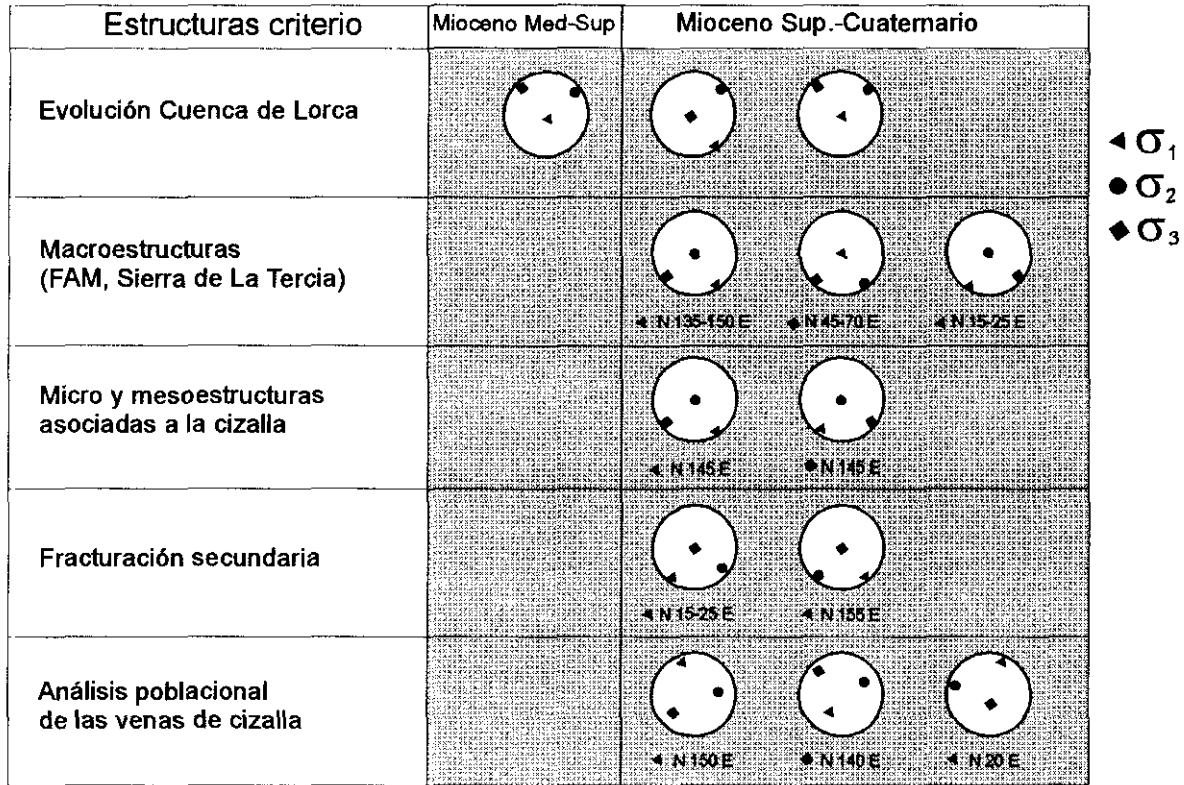 Estructuras criterio
Mioceno Med-Sup
Mioceno Sup.-Cuaternario
Evolución Cuenca de Lorca
σ1
σ2
σ3
Macroestructuras
(FAM, Sierra de La Tercia)
N 135-150 E
N 45-70 E
N 15-25 E
Micro y mesoestructuras
asociadas a la cizalla
N 145 E
N 145 E
Fracturación secundaria
N 15-25 E
N 155 E
Análisis poblacional
de las venas de cizalla
N 150 E
N 140 E
N 20 E